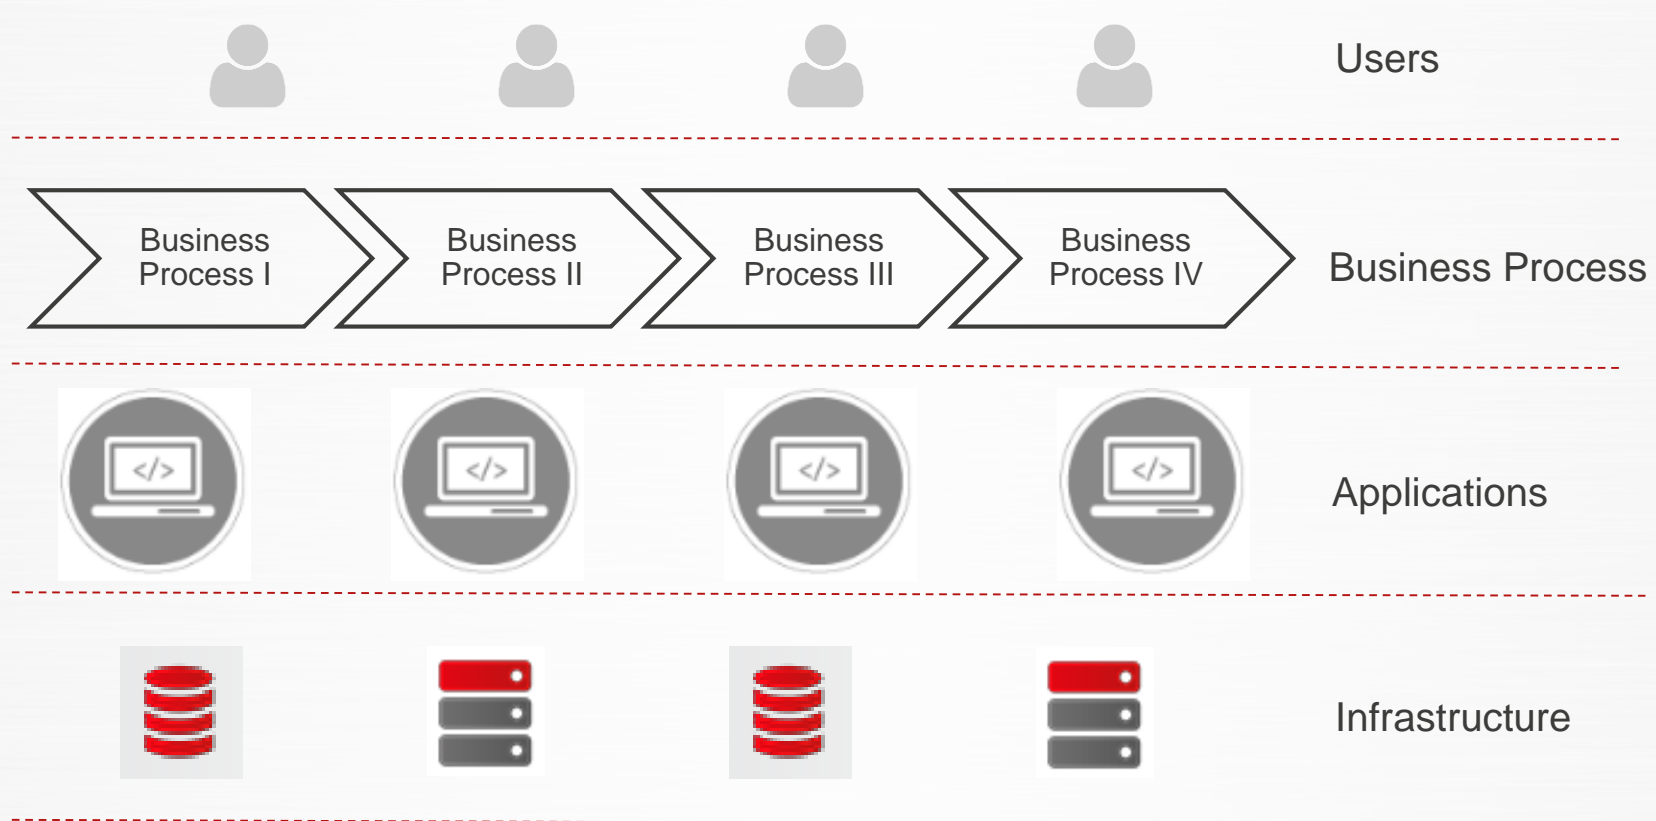 Users
Business
Process I
Business
Process II
Business
Process III
Business
Process IV
Business Process
</>
</>
</>
</>
Applications
Infrastructure